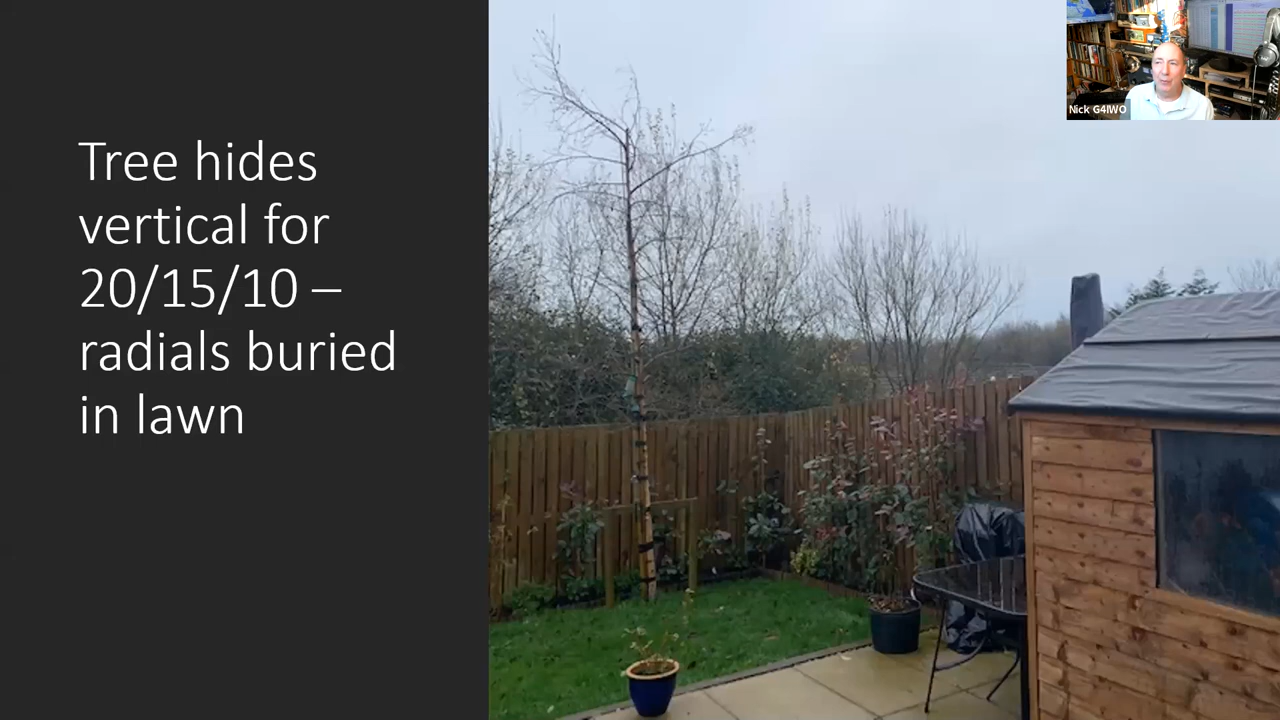 Tree hides
vertical for
20/15/10 –
radials buried
in lawn
Nick G4IWO